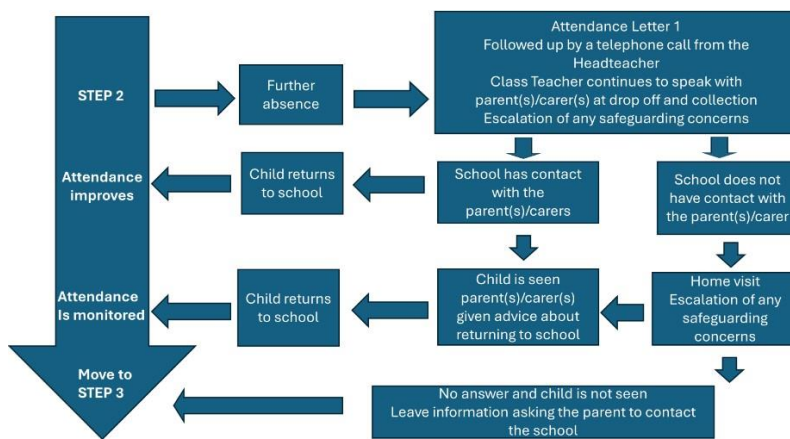 Attendance Letter 1
Followed up by a telephone call from the
Headteacher
Class Teacher continues to speak with
parent(s)/carer(s) at drop off and collection
Escalation of any safeguarding concerns
STEP 2
Further
absence
Attendance
improves
Child returns
to school
School has contact
with the
parent(s)/carers
School does not
have contact with
the parent(s)/carer
Attendance
Is monitored
Child returns
to school
Child is seen
parent(s)/carer(s)
given advice about
returning to school
Home visit
Escalation of any
safeguarding
concerns
Move to
STEP 3
No answer and child is not seen
Leave information asking the parent to contact
the school